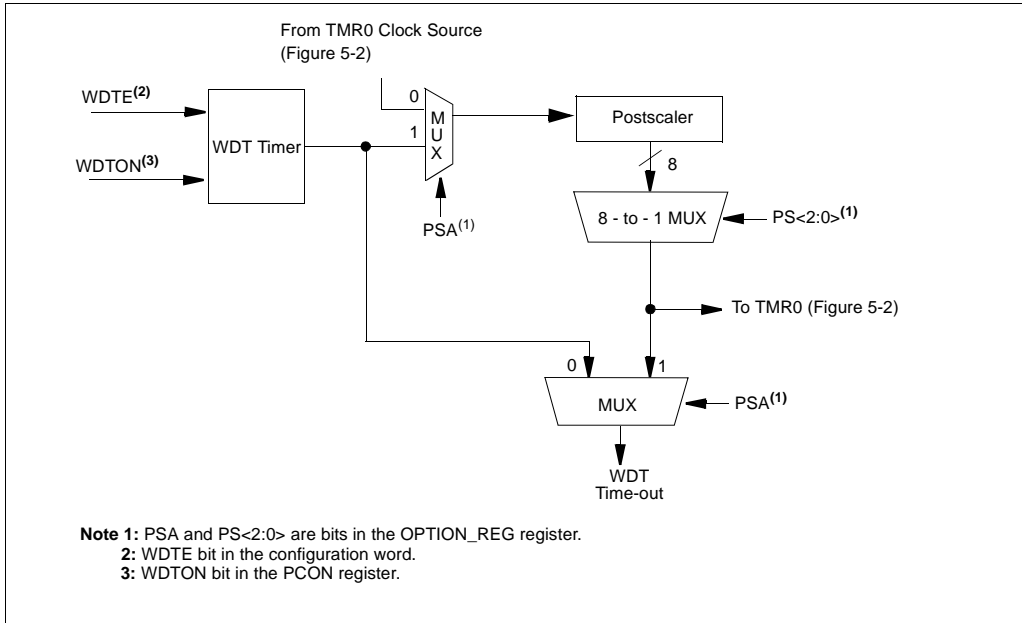 From TMR0 Clock Source
(Figure 5-2)
WDTE(2)
WDTON(3)
WDT Timer
0
1
MUX
PSA(1)
Postscaler
8
8 - to - 1 MUX
PS<2:0>(1)
To TMR0 (Figure 5-2)
0
1
MUX
PSA(1)
WDT
Time-out
Note 1: PSA and PS<2:0> are bits in the OPTION_REG register.
2: WDTE bit in the configuration word.
3: WDTON bit in the PCON register.